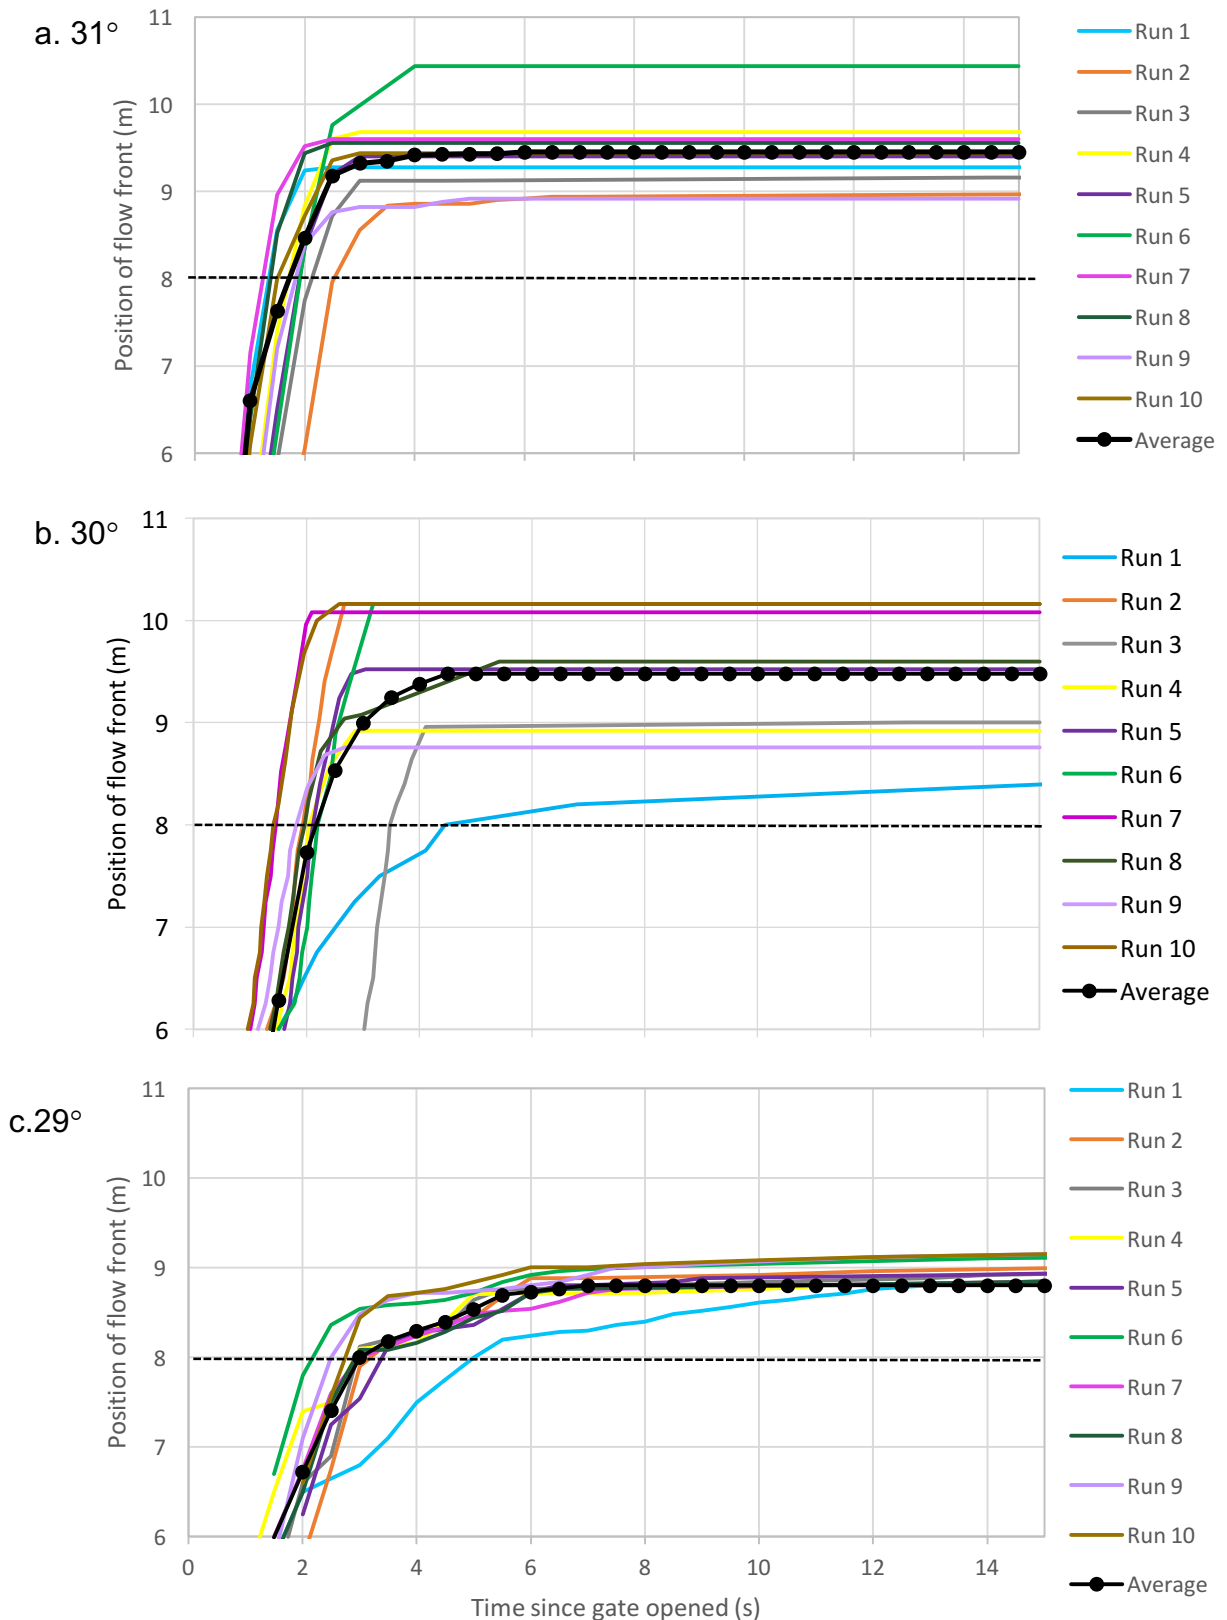 a. 31°
11
10
9
8
7
6
Position of flow front (m)
Run 1
Run 2
Run 3
Run 4
Run 5
Run 6
Run 7
Run 8
Run 9
Run 10
Average
b. 30°
11
10
9
8
7
6
Position of flow front (m)
Run 1
Run 2
Run 3
Run 4
Run 5
Run 6
Run 7
Run 8
Run 9
Run 10
Average
c.29°
11
10
9
8
7
6
Position of flow front (m)
0 2 4 6 8 10 12 14
Time since gate opened (s)
Run 1
Run 2
Run 3
Run 4
Run 5
Run 6
Run 7
Run 8
Run 9
Run 10
Average